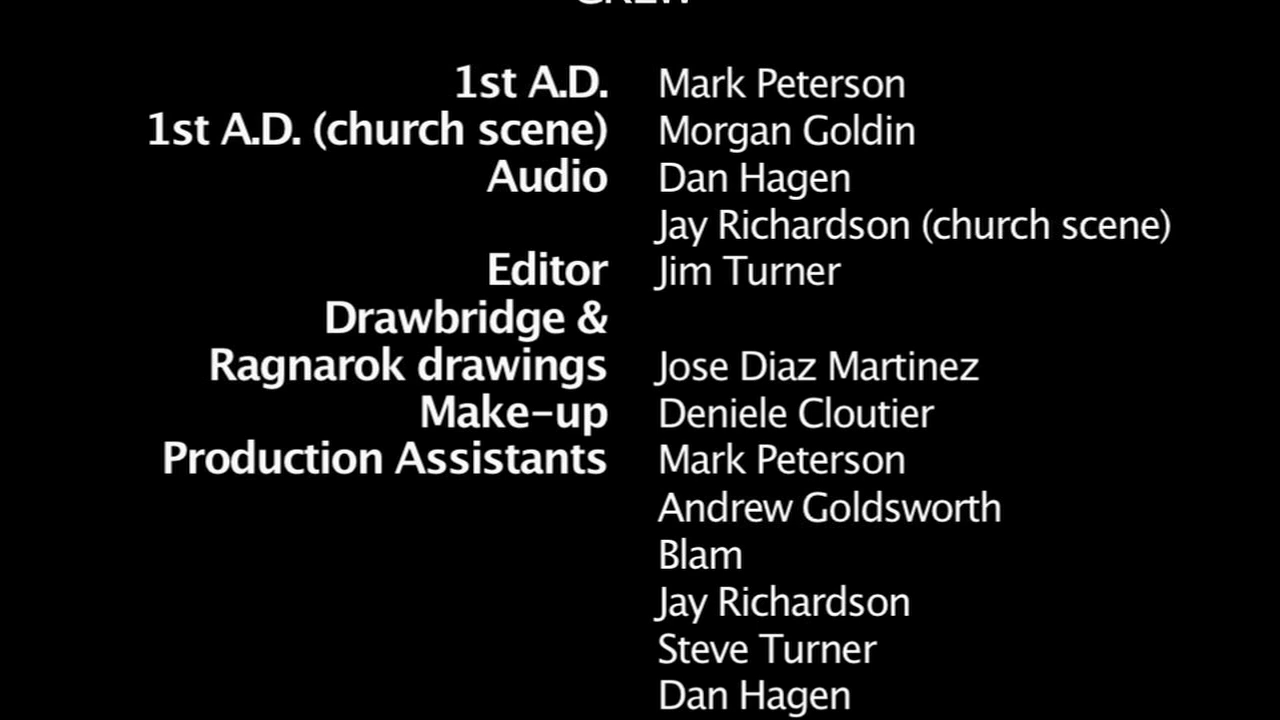 CREW
1st A.D. Mark Peterson
1st A.D. (church scene) Morgan Goldin
Audio Dan Hagen
Jay Richardson (church scene)
Editor Jim Turner
Drawbridge &
Ragnarok drawings Jose Diaz Martinez
Make-up Deniele Cloutier
Production Assistants Mark Peterson
Andrew Goldsworth
Blam
Jay Richardson
Steve Turner
Dan Hagen